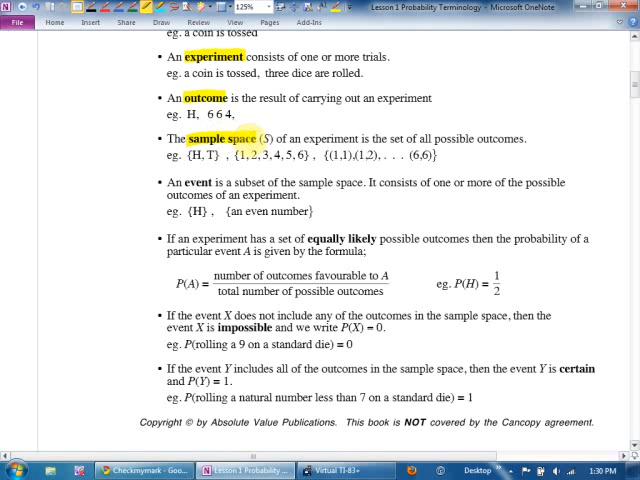 Lesson 1 Probability Terminology - Microsoft OneNote
File Home Insert Share Draw Review View Page Layout Add-Ins
125%
eg. a coin is tossed
• An experiment consists of one or more trials.
eg. a coin is tossed, three dice are rolled.
• An outcome is the result of carrying out an experiment
eg. H, 6 6 4,
• The sample space (S) of an experiment is the set of all possible outcomes.
eg. {H, T} , {1, 2, 3, 4, 5, 6} , {(1,1),(1,2), . . . (6,6)}
• An event is a subset of the sample space. It consists of one or more of the possible
outcomes of an experiment.
eg. {H} , {an even number}
• If an experiment has a set of equally likely possible outcomes then the probability of a
particular event A is given by the formula;
P(A) = number of outcomes favourable to A / total number of possible outcomes eg. P(H) = 1/2
• If the event X does not include any of the outcomes in the sample space, then the
event X is impossible and we write P(X) = 0.
eg. P(rolling a 9 on a standard die) = 0
• If the event Y includes all of the outcomes in the sample space, then the event Y is certain
and P(Y) = 1.
eg. P(rolling a natural number less than 7 on a standard die) = 1
Copyright © by Absolute Value Publications. This book is NOT covered by the Cancopy agreement.
Checkmymark - Goo... Lesson 1 Probability... Virtual TI-83+ Desktop 1:30 PM